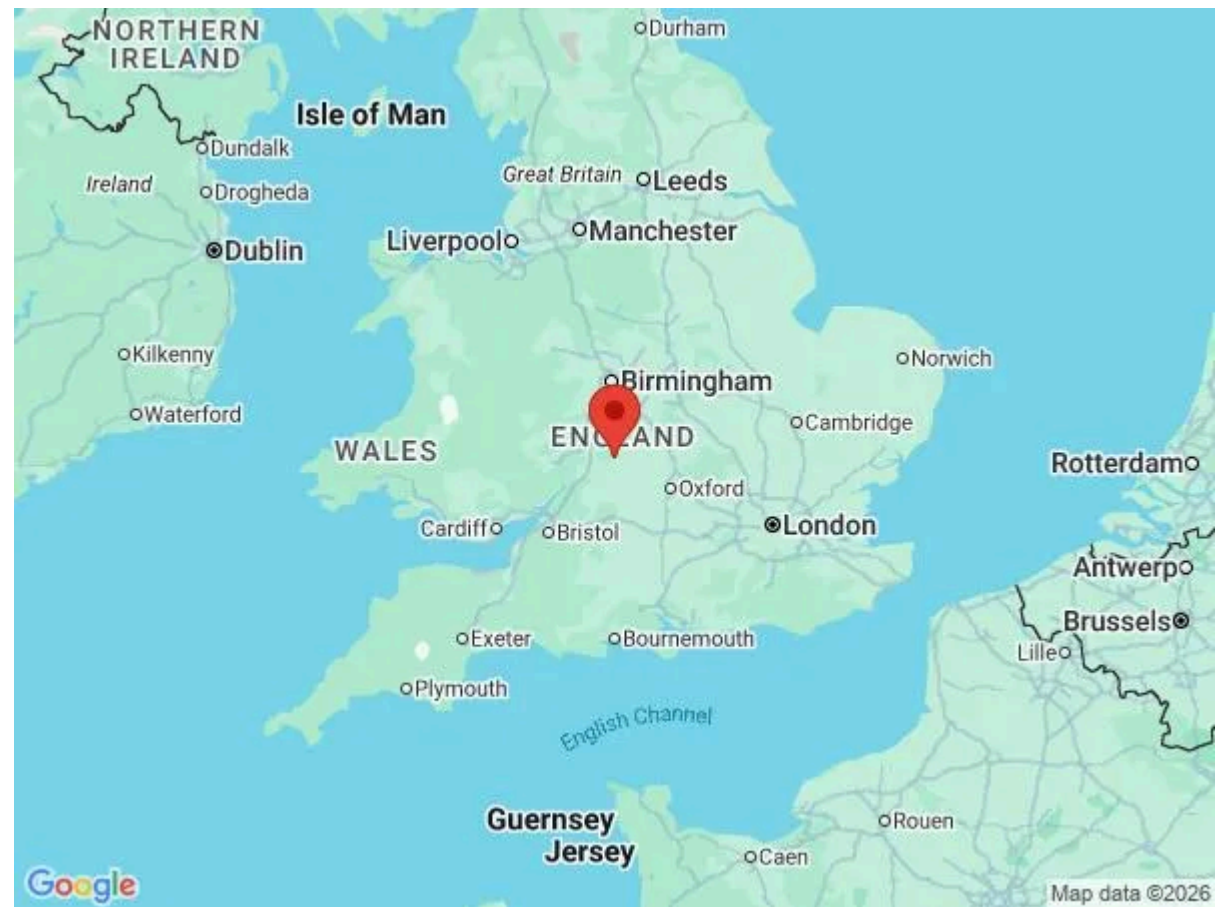 NORTHERN
IRELAND
Durham
Isle of Man
Dundalk
Great Britain
Leeds
Ireland
Drogheda
Liverpool
Manchester
Dublin
Kilkenny
Norwich
Birmingham
Waterford
Cambridge
WALES
ENGLAND
Rotterdam
Oxford
Cardiff
Bristol
London
Antwerp
Brussels
Exeter
Bournemouth
Lille
Plymouth
English Channel
Guernsey
Jersey
Rouen
Caen
Google
Map data ©2026